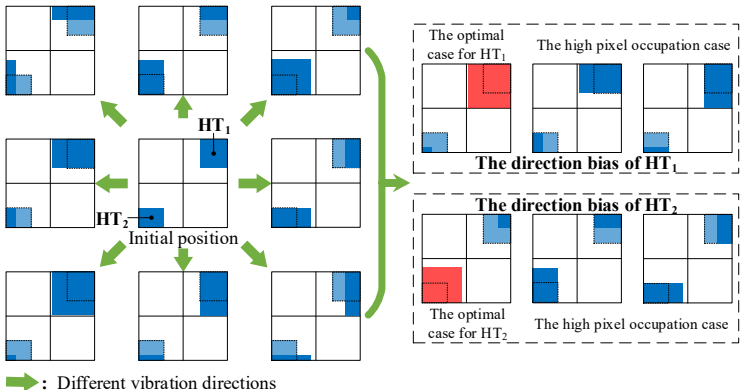 The optimal
case for HT1
The high pixel occupation case
HT1
The direction bias of HT1
HT2
Initial position
The direction bias of HT2
The optimal
case for HT2
The high pixel occupation case
: Different vibration directions